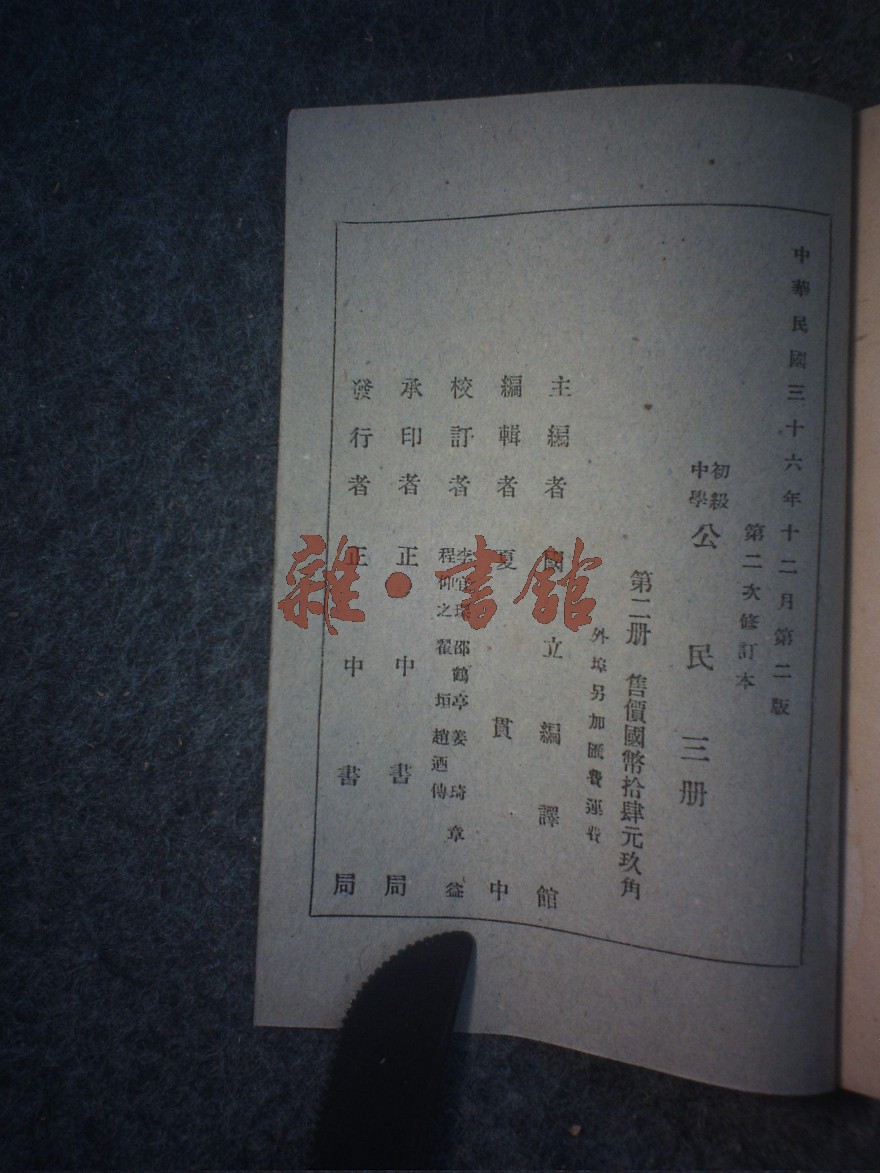 中華民國三十六年十二月第二版
第二次修訂本
初級
中學
公民三册
第二册 售價國幣拾肆元玖角
外埠另加匯費運費
主編者 國立編譯館
編輯者 夏貫中
校訂者
邵鶴亭 姜琦 章益
程仰之 翟垣 趙迺傳
承印者 正中書局
發行者 正中書局
雜·書館